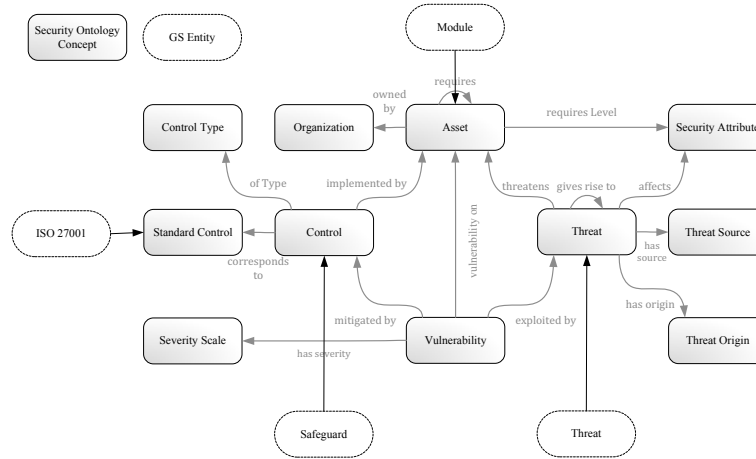 Security Ontology
Concept
GS Entity
Module
requires
owned
by
Control Type
Organization
Asset
requires Level
Security Attribute
of Type
implemented by
threatens
gives rise to
affects
vulnerability on
ISO 27001
Standard Control
Control
Threat
Threat Source
corresponds
to
has
source
has origin
mitigated by
exploited by
Severity Scale
has severity
Vulnerability
Threat Origin
Safeguard
Threat